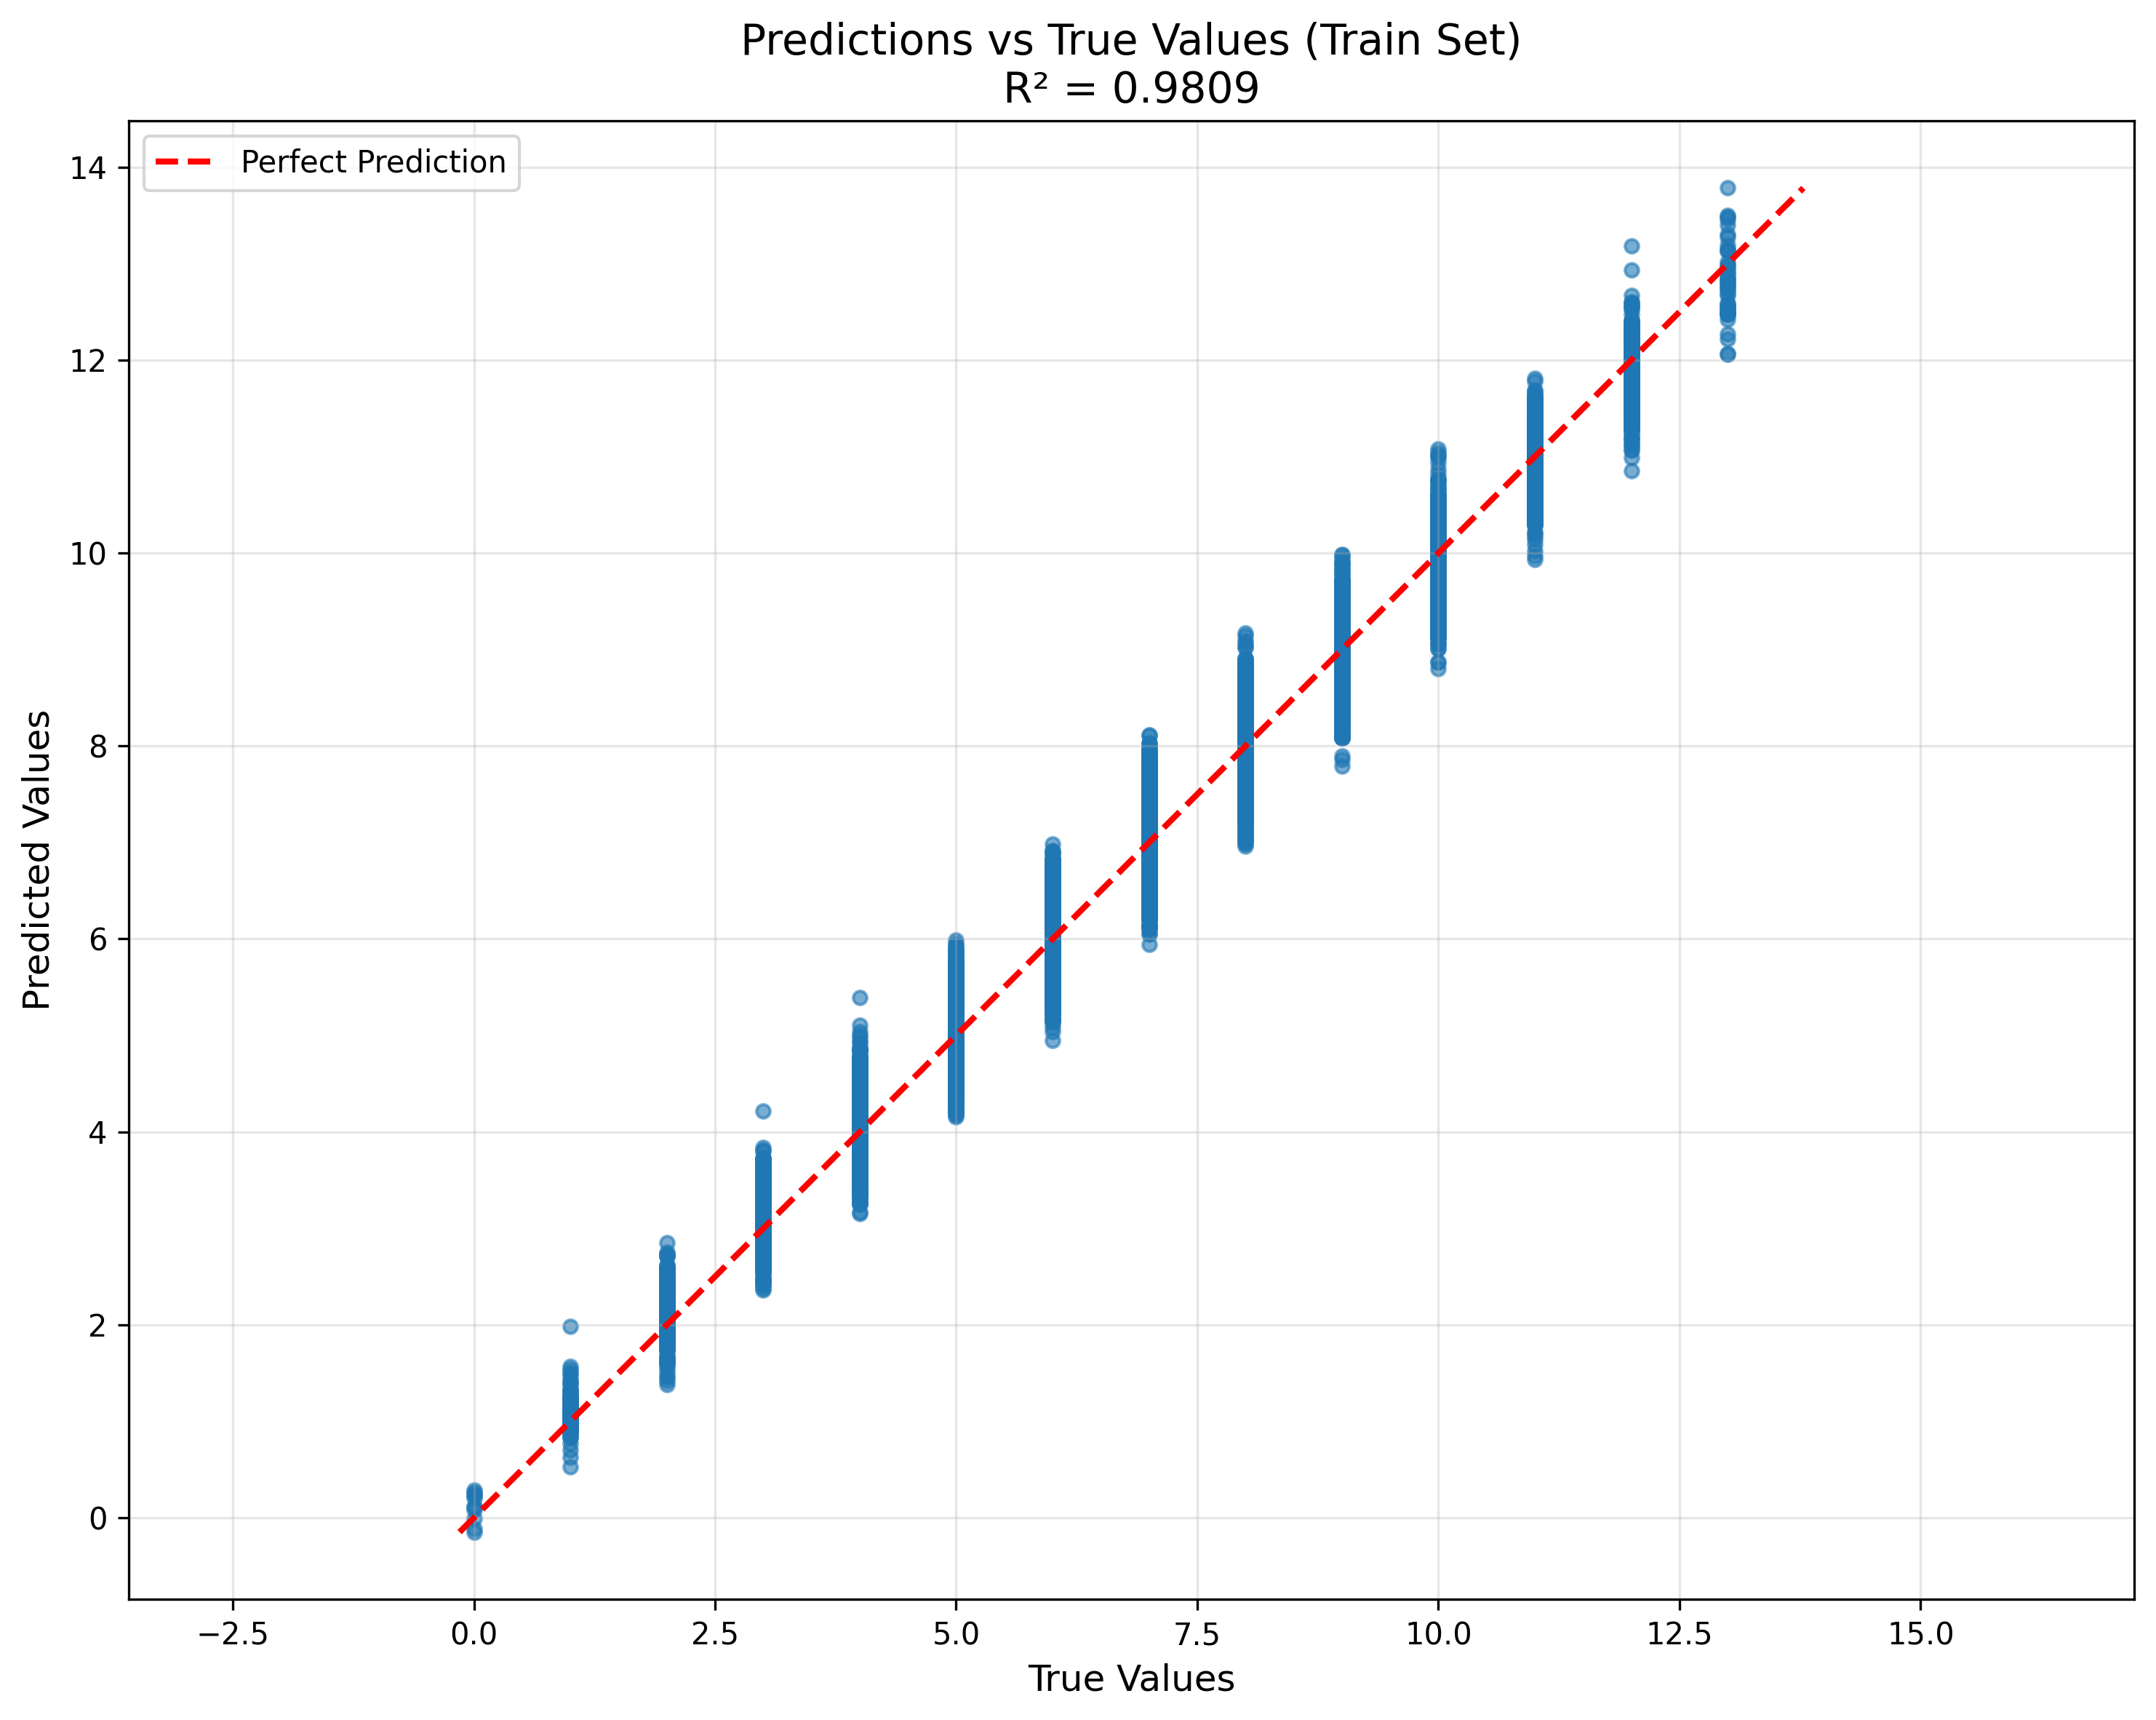 Predictions vs True Values (Train Set)
R² = 0.9809
Perfect Prediction
14
12
10
8
6
4
2
0
Predicted Values
−2.5 0.0 2.5 5.0 7.5 10.0 12.5 15.0
True Values